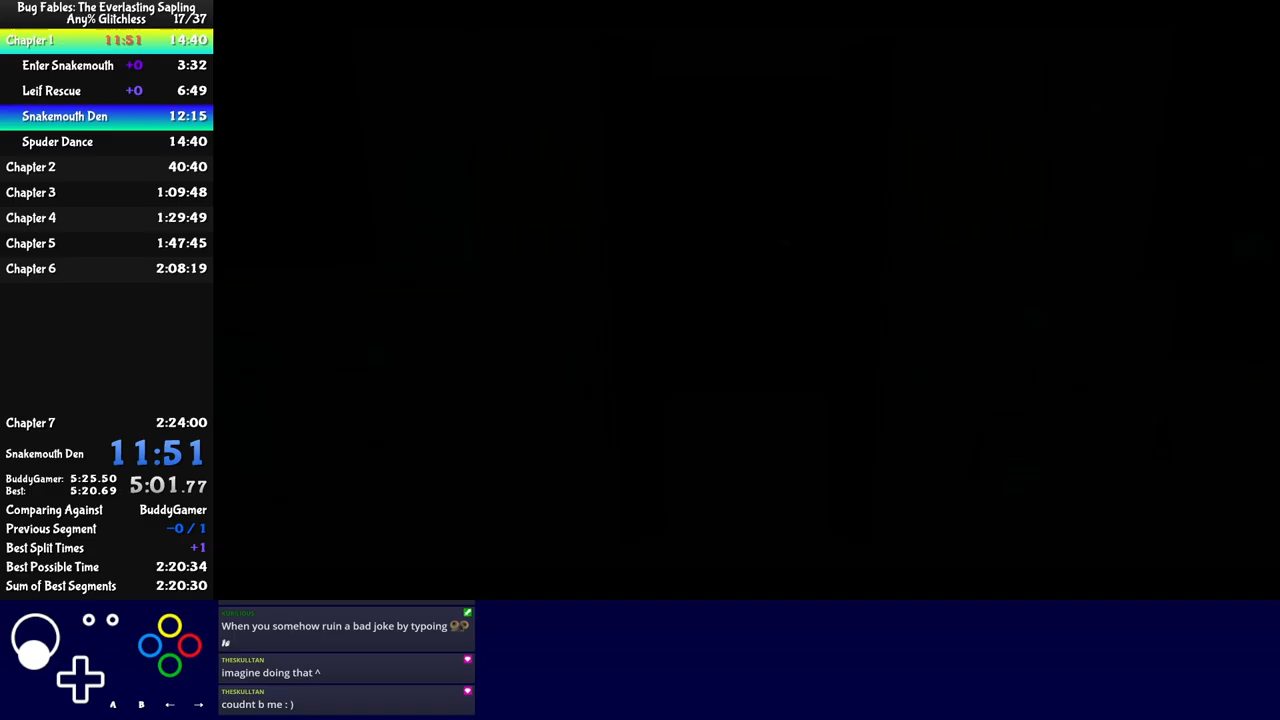 Bug Fables: The Everlasting Sapling
Any% Glitchless 17/37
Chapter 1 11:51 14:40
Enter Snakemouth +0 3:32
Leif Rescue +0 6:49
Snakemouth Den 12:15
Spuder Dance 14:40
Chapter 2 40:40
Chapter 3 1:09:48
Chapter 4 1:29:49
Chapter 5 1:47:45
Chapter 6 2:08:19
Chapter 7 2:24:00
Snakemouth Den 11:51
BuddyGamer: 5:25.50
Best: 5:20.69 5:01.77
Comparing Against BuddyGamer
Previous Segment -0 / 1
Best Split Times +1
Best Possible Time 2:20:34
Sum of Best Segments 2:20:30
A B ← →
When you somehow ruin a bad joke by typoing
THESKULLTAN
imagine doing that ^
THESKULLTAN
coudnt b me : )